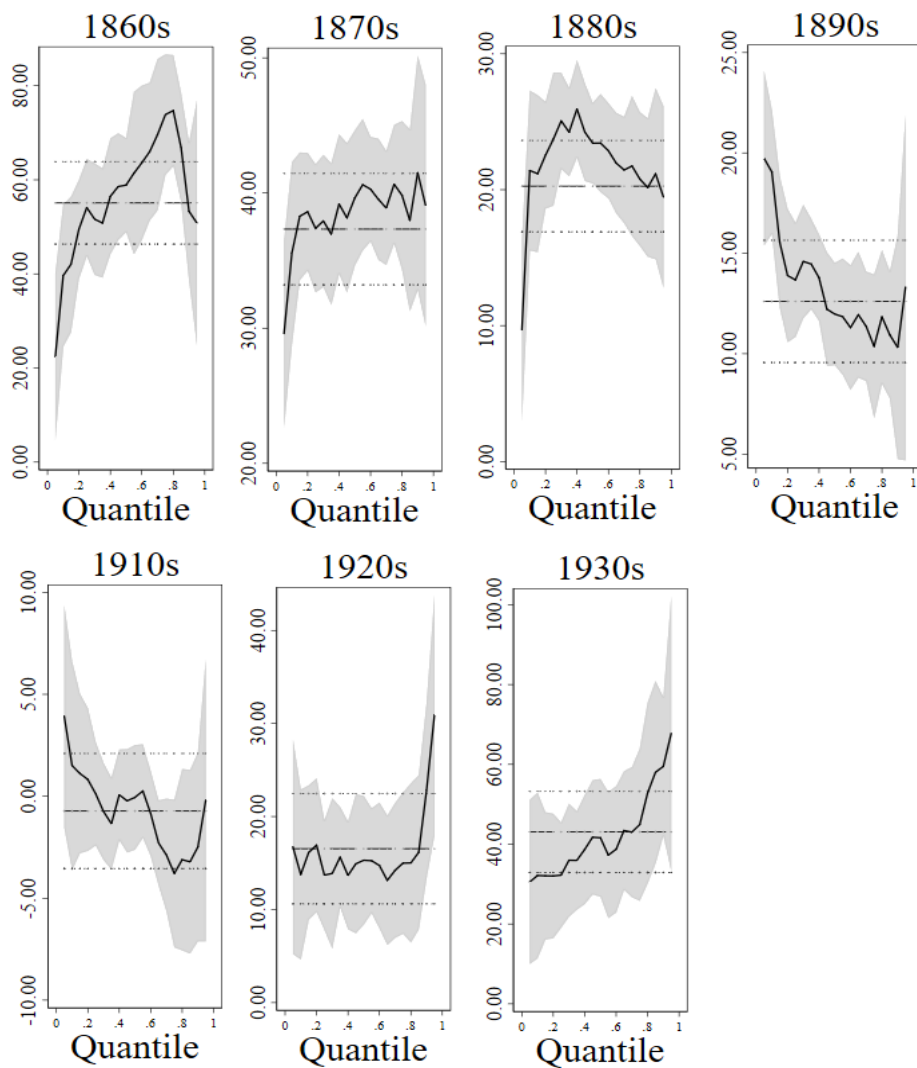 1860s 1870s 1880s 1890s
80.00 60.00 40.00 20.00 0.00
0 .2 .4 .6 .8 1
Quantile
50.00 40.00 30.00 20.00
0 .2 .4 .6 .8 1
Quantile
30.00 20.00 10.00 0.00
0 .2 .4 .6 .8 1
Quantile
25.00 20.00 15.00 10.00 5.00
0 .2 .4 .6 .8 1
Quantile
1910s 1920s 1930s
10.00 5.00 0.00 -5.00 -10.00
0 .2 .4 .6 .8 1
Quantile
40.00 30.00 20.00 10.00 0.00
0 .2 .4 .6 .8 1
Quantile
100.00 80.00 60.00 40.00 20.00 0.00
0 .2 .4 .6 .8 1
Quantile